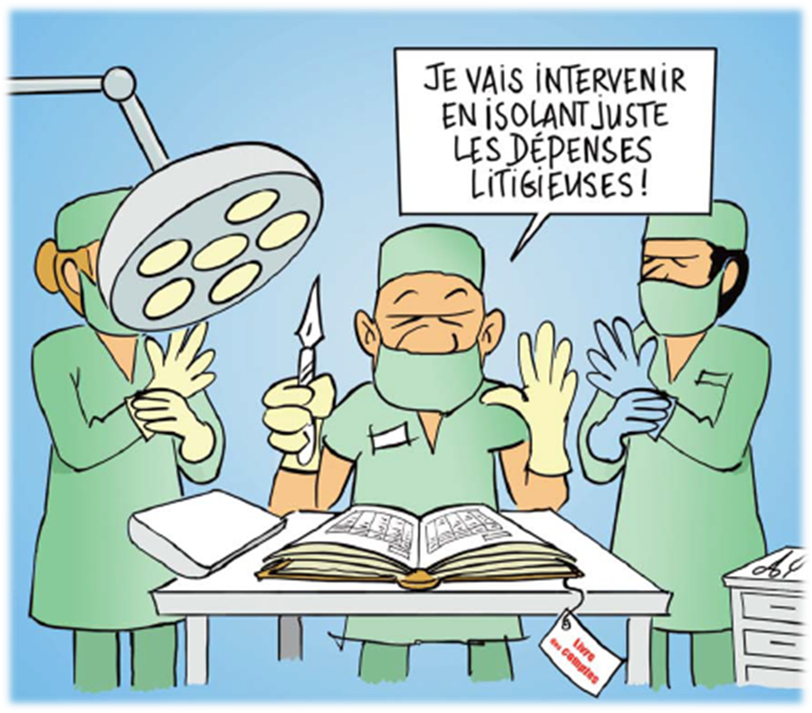 JE VAIS INTERVENIR
EN ISOLANT JUSTE
LES DÉPENSES
LITIGIEUSES !
Livre
des comptes